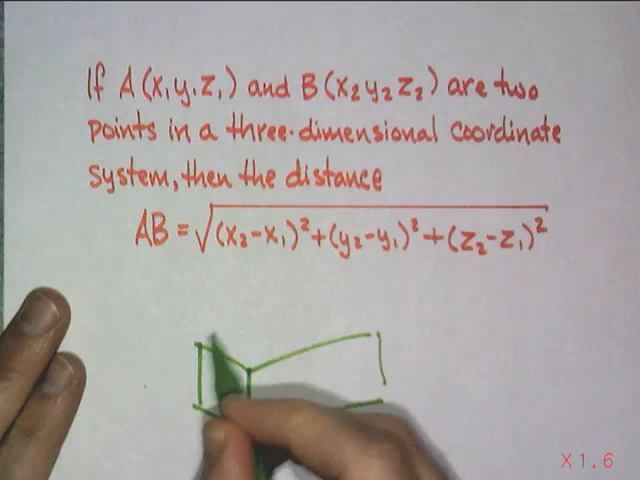 If A(x₁y₁z₁) and B(x₂y₂z₂) are two
points in a three-dimensional coordinate
system, then the distance
AB = √(x₂-x₁)² + (y₂-y₁)² + (z₂-z₁)²
X1.6